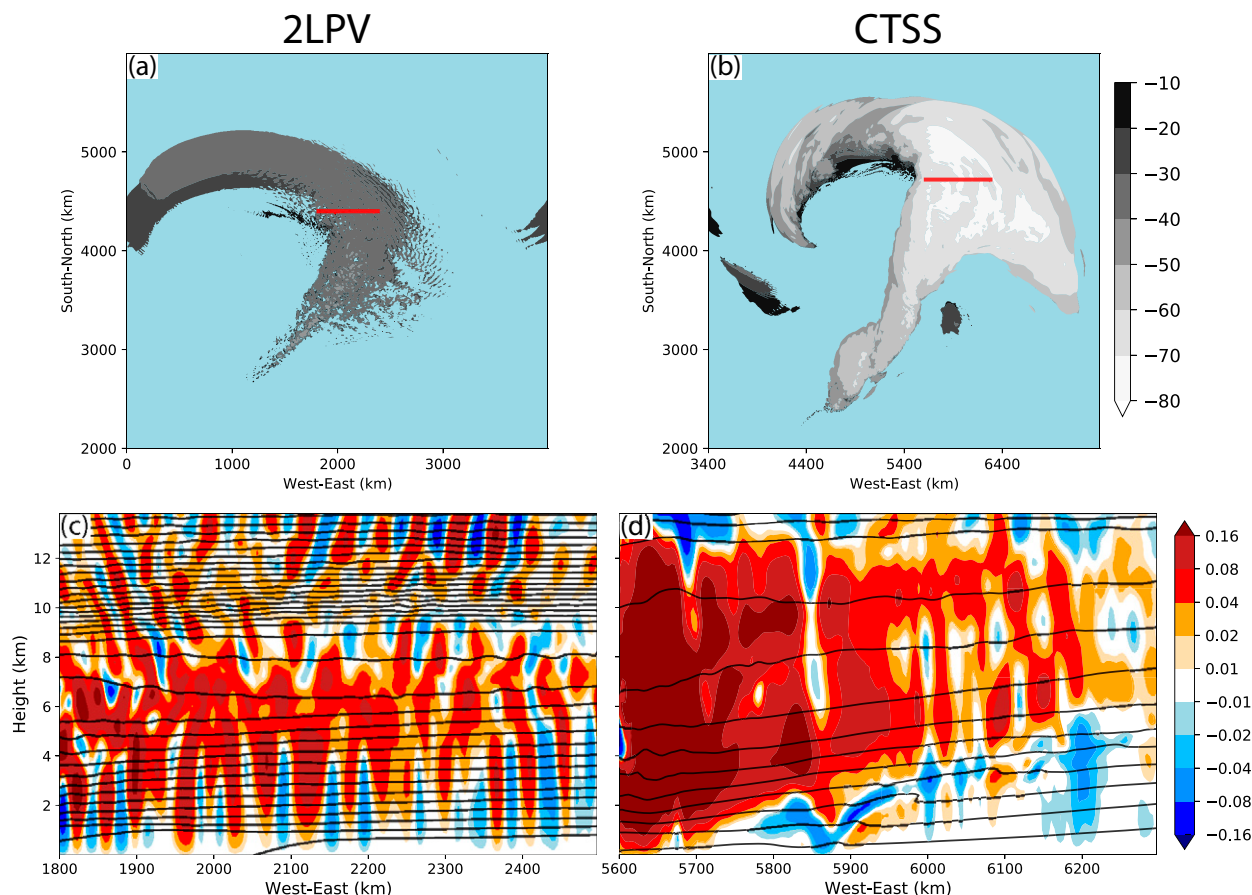 2LPV CTSS
(a) (b)
South-North (km)
5000
4000
3000
2000
0 1000 2000 3000
West-East (km)
South-North (km)
5000
4000
3000
2000
3400 4400 5400 6400
West-East (km)
−10
−20
−30
−40
−50
−60
−70
−80
(c) (d)
Height (km)
12
10
8
6
4
2
1800 1900 2000 2100 2200 2300 2400
West-East (km)
5600 5700 5800 5900 6000 6100 6200
West-East (km)
0.16
0.08
0.04
0.02
0.01
−0.01
−0.02
−0.04
−0.08
−0.16